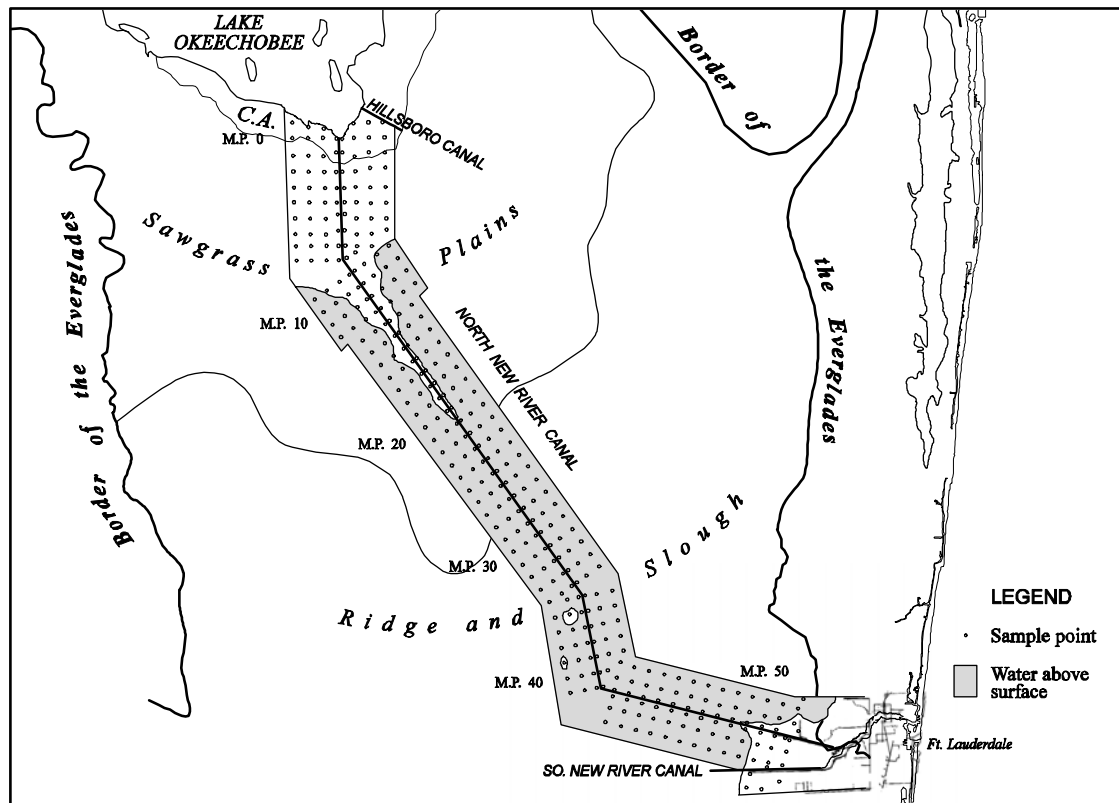 LAKE
OKEECHOBEE
C.A.
HILLSBORO CANAL
M.P. 0
Border of
the Everglades
Border of the Everglades
Sawgrass
Plains
M.P. 10
NORTH NEW RIVER CANAL
M.P. 20
M.P. 30
Slough
Ridge and
M.P. 40
M.P. 50
SO. NEW RIVER CANAL
Ft. Lauderdale
LEGEND
Sample point
Water above
surface